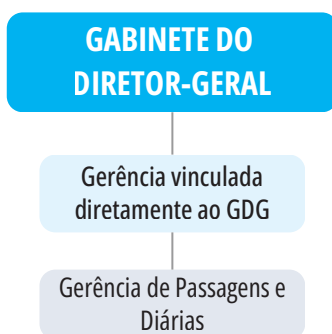 GABINETE DO
DIRETOR-GERAL
Gerência vinculada
diretamente ao GDG
Gerência de Passagens e
Diárias